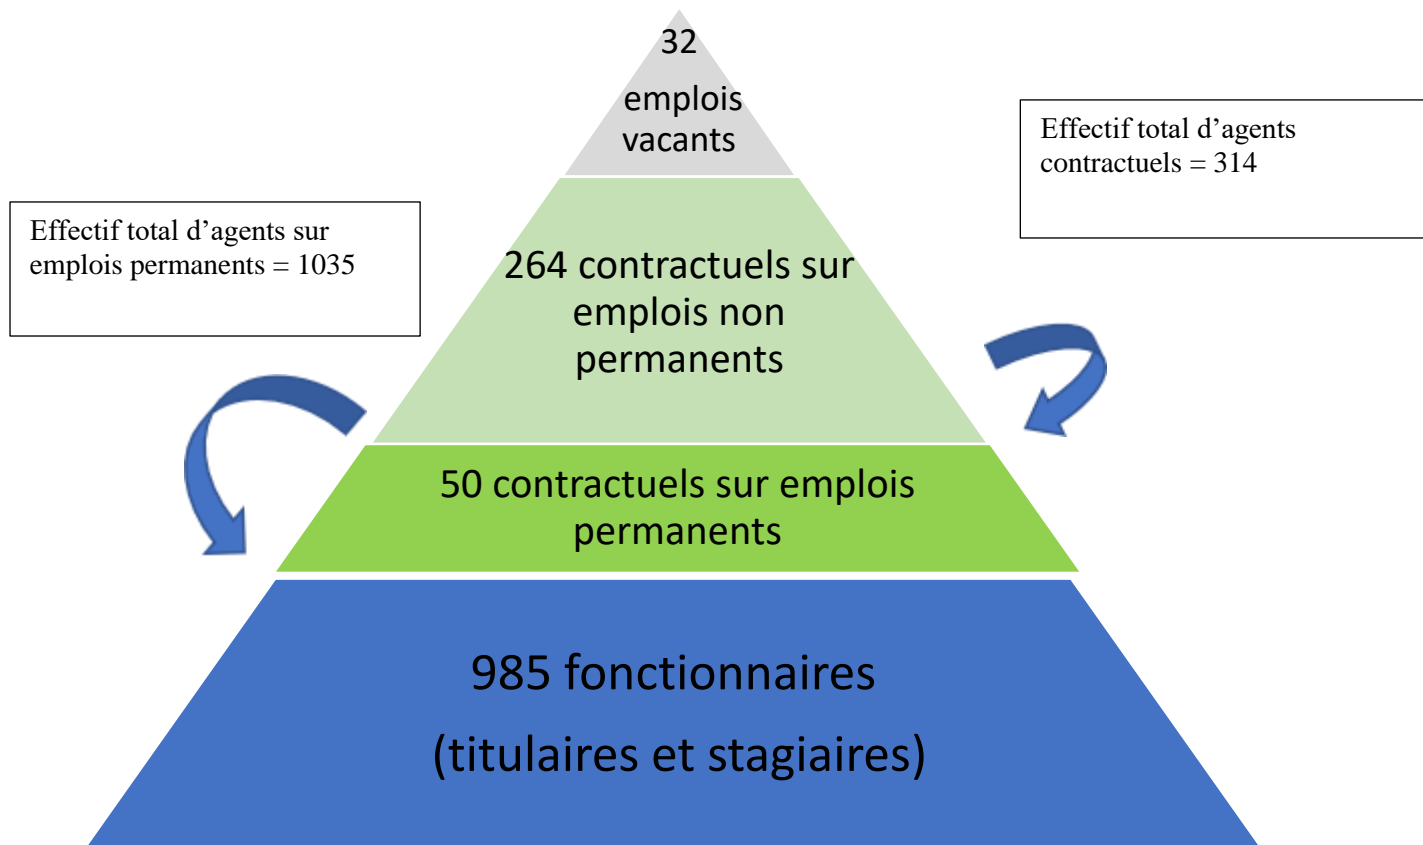 32
emplois
vacants
Effectif total d’agents
contractuels = 314
Effectif total d’agents sur
emplois permanents = 1035
264 contractuels sur
emplois non
permanents
50 contractuels sur emplois
permanents
985 fonctionnaires
(titulaires et stagiaires)